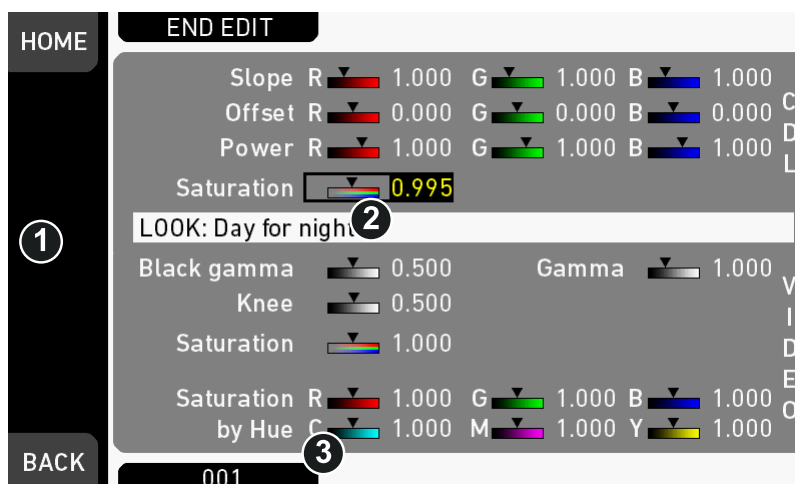 HOME
END EDIT
Slope R 1.000 G 1.000 B 1.000
Offset R 0.000 G 0.000 B 0.000
Power R 1.000 G 1.000 B 1.000
CDL
Saturation 0.995
2
LOOK: Day for night
1
Black gamma 0.500 Gamma 1.000
Knee 0.500
Saturation 1.000
VIDEO
Saturation R 1.000 G 1.000 B 1.000
by Hue C 1.000 M 1.000 Y 1.000
3
BACK
001